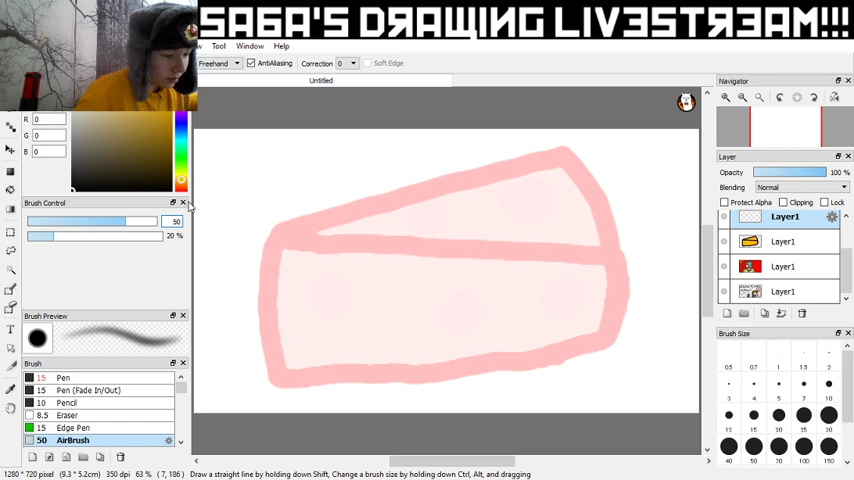 SAGA'S DЯAШIИG LIVESTЯEAM!!!
w Tool Window Help
Freehand AntiAliasing Correction 0 Soft Edge
Untitled
R 0
G 0
B 0
Brush Control
50
20 %
Brush Preview
Brush
15 Pen
15 Pen (Fade In/Out)
10 Pencil
8.5 Eraser
15 Edge Pen
50 AirBrush
Navigator
Layer
Opacity 100 %
Blending Normal
Protect Alpha Clipping Lock
Layer1
Layer1
Layer1
Layer1
Brush Size
0.5 0.7 1 1.5 2
3 4 5 7 10
12 15 20 25 30
40 50 70 100 150
1280 * 720 pixel (9.3 * 5.2cm) 350 dpi 63 % ( 7, 186 ) Draw a straight line by holding down Shift, Change a brush size by holding down Ctrl, Alt, and dragging